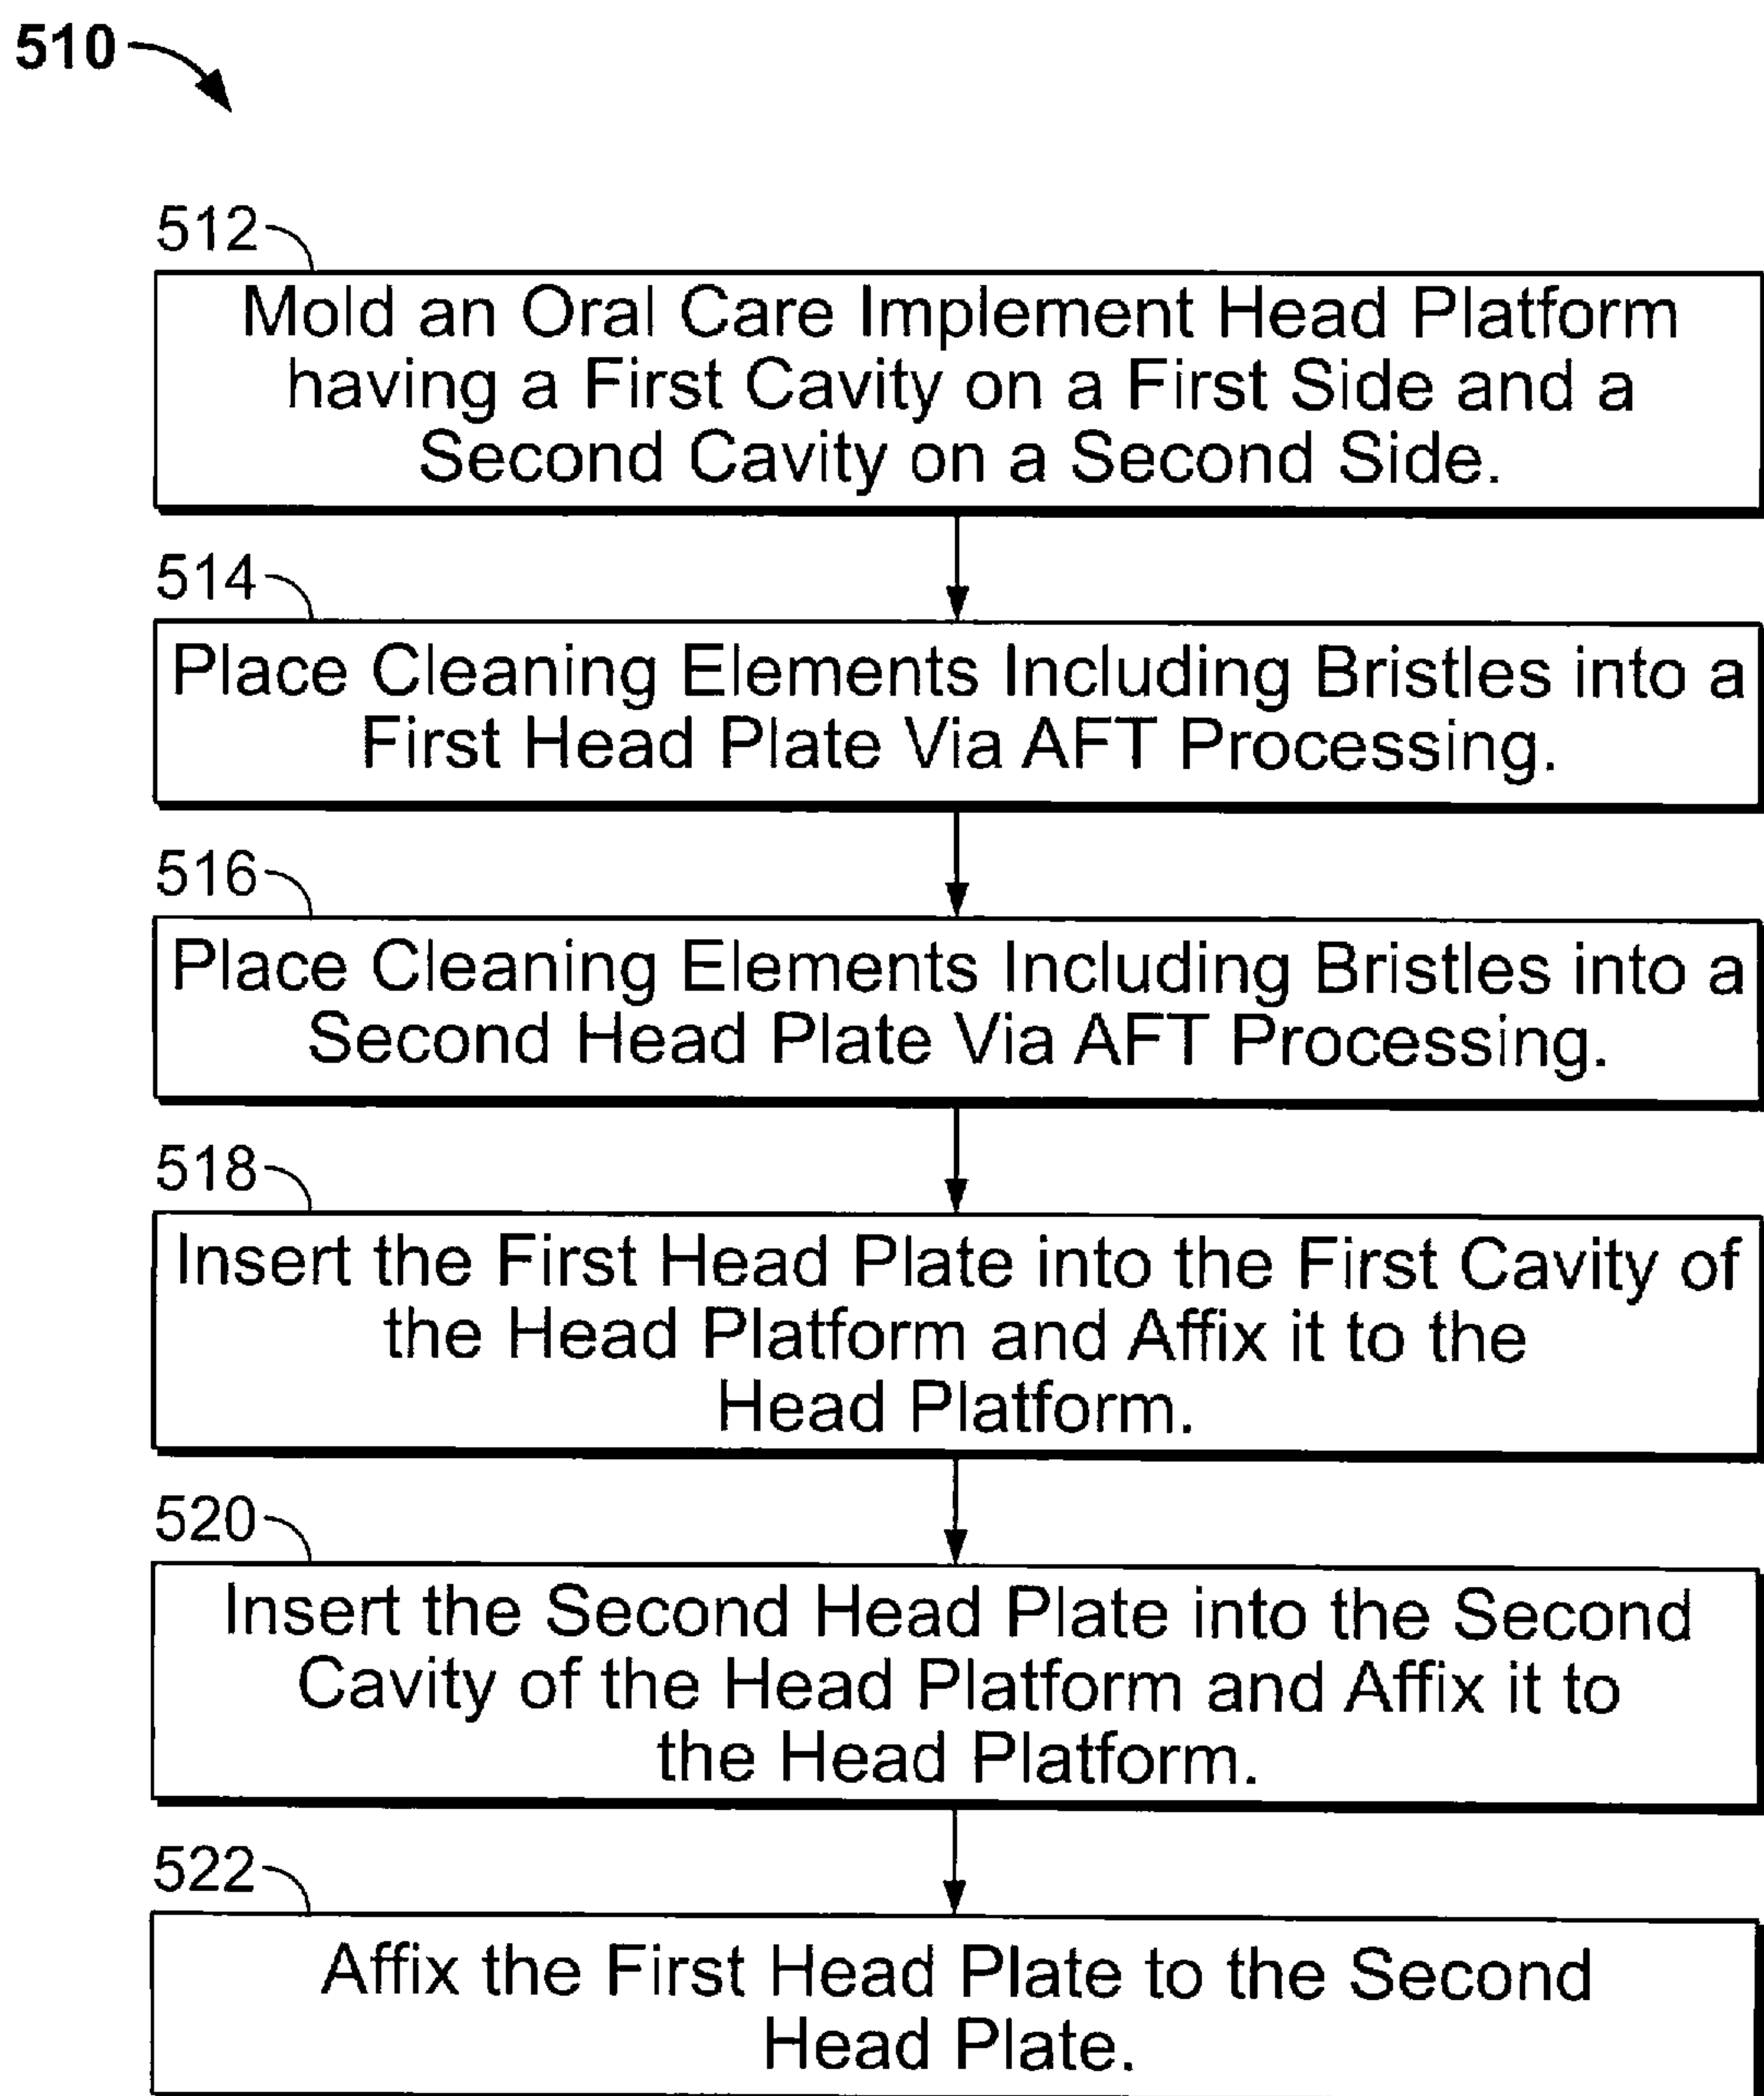 510
512
Mold an Oral Care Implement Head Platform
having a First Cavity on a First Side and a
Second Cavity on a Second Side.
514
Place Cleaning Elements Including Bristles into a
First Head Plate Via AFT Processing.
516
Place Cleaning Elements Including Bristles into a
Second Head Plate Via AFT Processing.
518
Insert the First Head Plate into the First Cavity of
the Head Platform and Affix it to the
Head Platform.
520
Insert the Second Head Plate into the Second
Cavity of the Head Platform and Affix it to
the Head Platform.
522
Affix the First Head Plate to the Second
Head Plate.